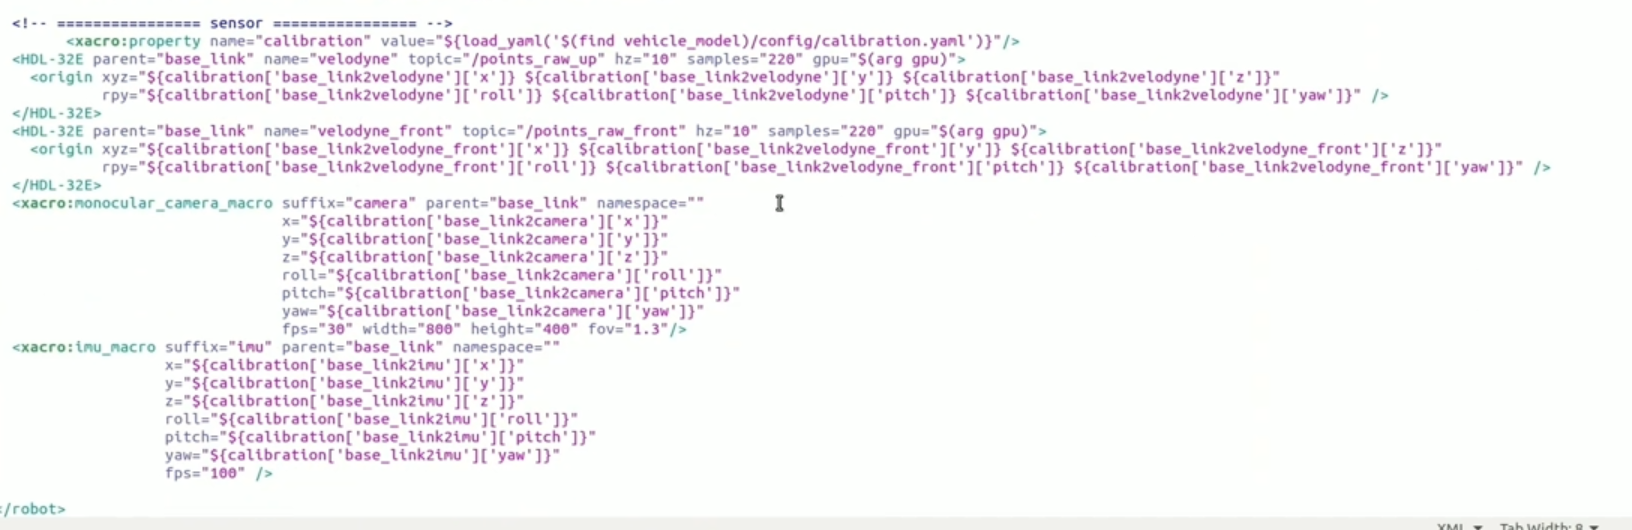 <!-- ================ sensor ================ -->
<xacro:property name="calibration" value="${load_yaml('$(find vehicle_model)/config/calibration.yaml')}"/>
<HDL-32E parent="base_link" name="velodyne" topic="/points_raw_up" hz="10" samples="220" gpu="$(arg gpu)">
<origin xyz="${calibration['base_link2velodyne']['x']} ${calibration['base_link2velodyne']['y']} ${calibration['base_link2velodyne']['z']}"
rpy="${calibration['base_link2velodyne']['roll']} ${calibration['base_link2velodyne']['pitch']} ${calibration['base_link2velodyne']['yaw']}" />
</HDL-32E>
<HDL-32E parent="base_link" name="velodyne_front" topic="/points_raw_front" hz="10" samples="220" gpu="$(arg gpu)">
<origin xyz="${calibration['base_link2velodyne_front']['x']} ${calibration['base_link2velodyne_front']['y']} ${calibration['base_link2velodyne_front']['z']}"
rpy="${calibration['base_link2velodyne_front']['roll']} ${calibration['base_link2velodyne_front']['pitch']} ${calibration['base_link2velodyne_front']['yaw']}" />
</HDL-32E>
<xacro:monocular_camera_macro suffix="camera" parent="base_link" namespace=""
x="${calibration['base_link2camera']['x']}"
y="${calibration['base_link2camera']['y']}"
z="${calibration['base_link2camera']['z']}"
roll="${calibration['base_link2camera']['roll']}"
pitch="${calibration['base_link2camera']['pitch']}"
yaw="${calibration['base_link2camera']['yaw']}"
fps="30" width="800" height="400" fov="1.3"/>
<xacro:imu_macro suffix="imu" parent="base_link" namespace=""
x="${calibration['base_link2imu']['x']}"
y="${calibration['base_link2imu']['y']}"
z="${calibration['base_link2imu']['z']}"
roll="${calibration['base_link2imu']['roll']}"
pitch="${calibration['base_link2imu']['pitch']}"
yaw="${calibration['base_link2imu']['yaw']}"
fps="100" />
</robot>
XML Tab Width: 8